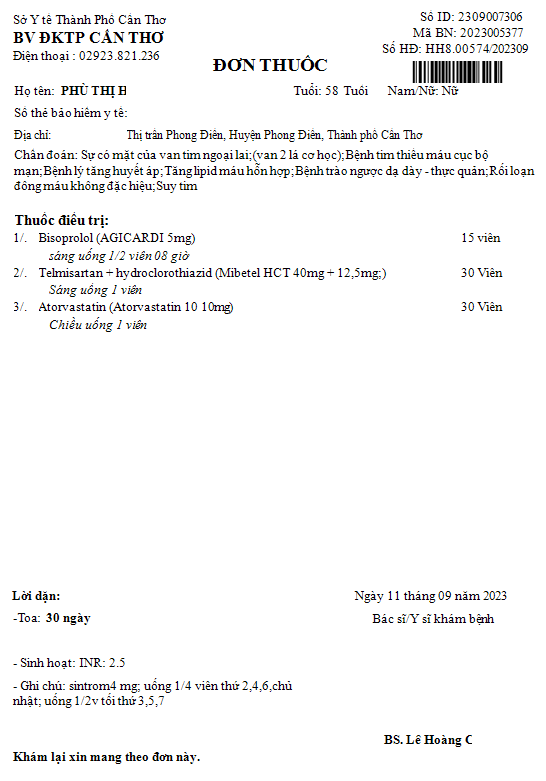 Sở Y tế Thành Phố Cần Thơ
BV ĐKTP CẦN THƠ
Điện thoại : 02923.821.236
Số ID: 2309007306
Mã BN: 2023005377
Số HĐ: HH8.00574/202309
ĐƠN THUỐC
Họ tên: PHÙ THỊ H
Tuổi: 58 Tuổi Nam/Nữ: Nữ
Số thẻ bảo hiểm y tế:
Địa chỉ: Thị trấn Phong Điền, Huyện Phong Điền, Thành phố Cần Thơ
Chẩn đoán: Sự có mặt của van tim ngoại lai;(van 2 lá cơ học);Bệnh tim thiếu máu cục bộ
mạn;Bệnh lý tăng huyết áp;Tăng lipid máu hỗn hợp;Bệnh trào ngược dạ dày - thực quản;Rối loạn
đông máu không đặc hiệu;Suy tim
Thuốc điều trị:
1/. Bisoprolol (AGICARDI 5mg) 15 viên
sáng uống 1/2 viên 08 giờ
2/. Telmisartan + hydroclorothiazid (Mibetel HCT 40mg + 12,5mg;) 30 Viên
Sáng uống 1 viên
3/. Atorvastatin (Atorvastatin 10 10mg) 30 Viên
Chiều uống 1 viên
Lời dặn:
Ngày 11 tháng 09 năm 2023
-Toa: 30 ngày
Bác sĩ/Y sĩ khám bệnh
- Sinh hoạt: INR: 2.5
- Ghi chú: sintrom4 mg; uống 1/4 viên thứ 2,4,6,chủ
nhật; uống 1/2v tối thứ 3,5,7
BS. Lê Hoàng C
Khám lại xin mang theo đơn này.